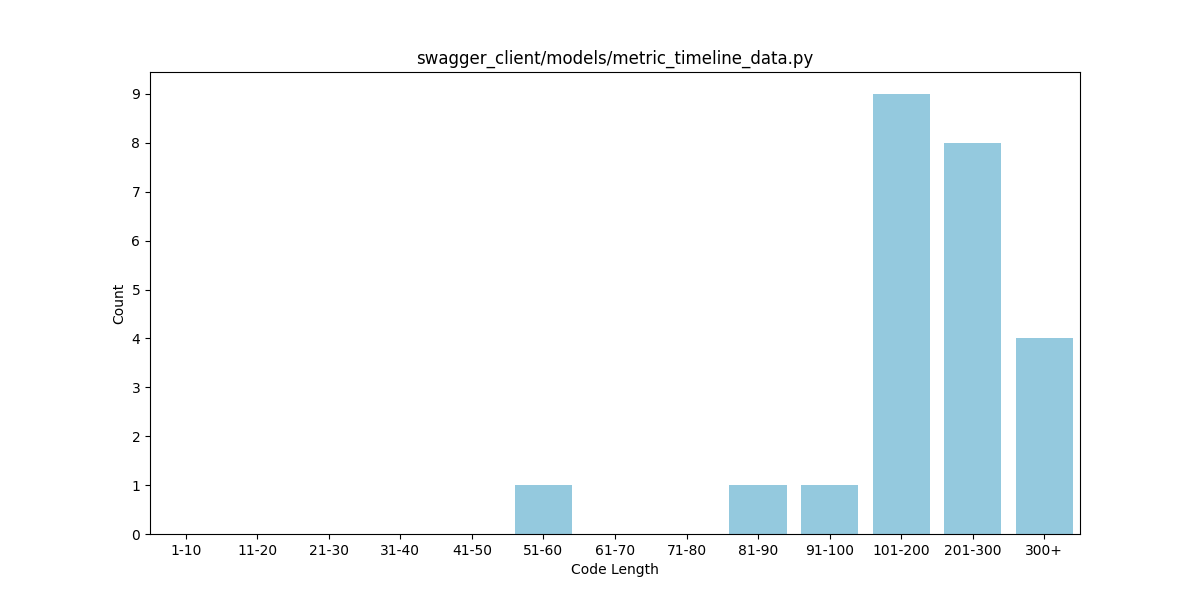 swagger_client/models/metric_timeline_data.py
9
8
7
6
5
4
3
2
1
0
Count
1-10 11-20 21-30 31-40 41-50 51-60 61-70 71-80 81-90 91-100 101-200 201-300 300+
Code Length